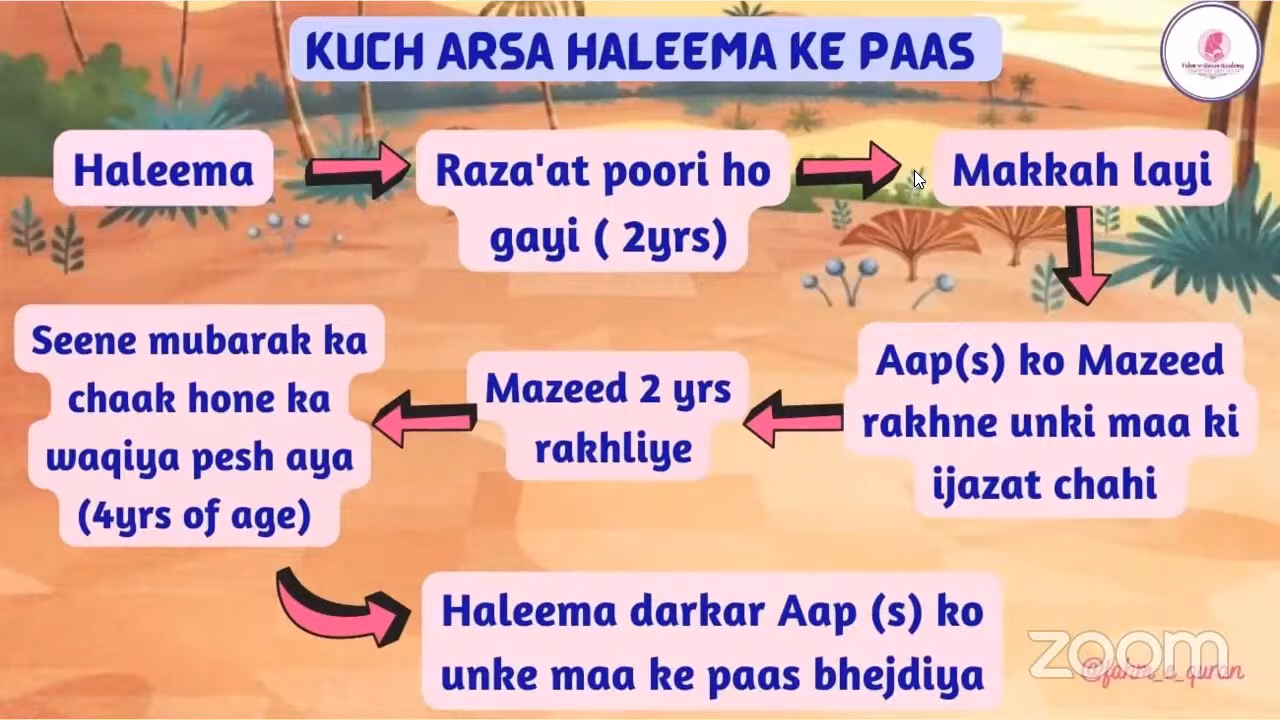 KUCH ARSA HALEEMA KE PAAS
Haleema
Raza'at poori ho
gayi ( 2yrs)
Makkah layi
Aap(s) ko Mazeed
rakhne unki maa ki
ijazat chahi
Mazeed 2 yrs
rakhliye
Seene mubarak ka
chaak hone ka
waqiya pesh aya
(4yrs of age)
Haleema darkar Aap (s) ko
unke maa ke paas bhejdiya
zoom
@fahm_e_quran